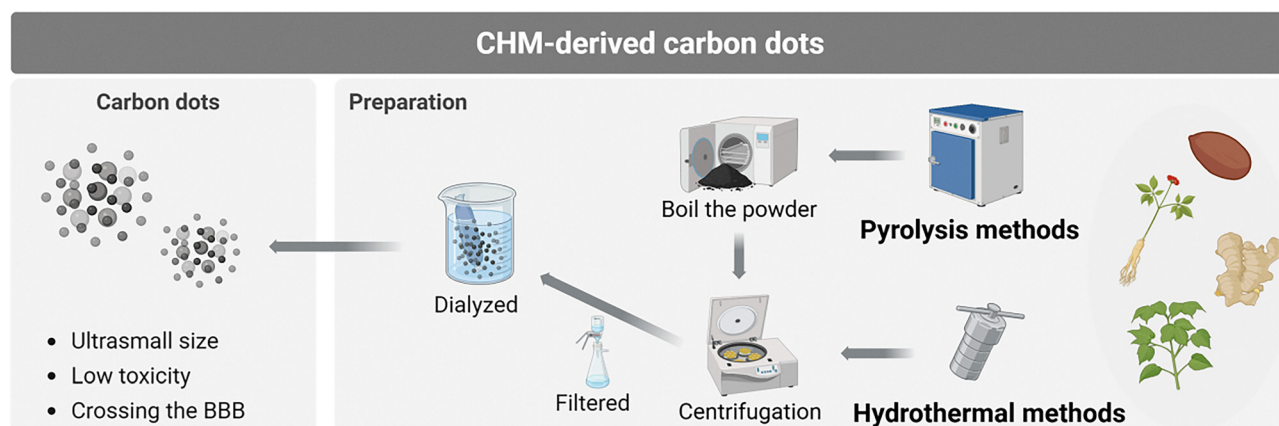 CHM-derived carbon dots
Carbon dots
Preparation
Boil the powder
Pyrolysis methods
Dialyzed
Filtered
Centrifugation
Hydrothermal methods
• Ultrasmall size
• Low toxicity
• Crossing the BBB